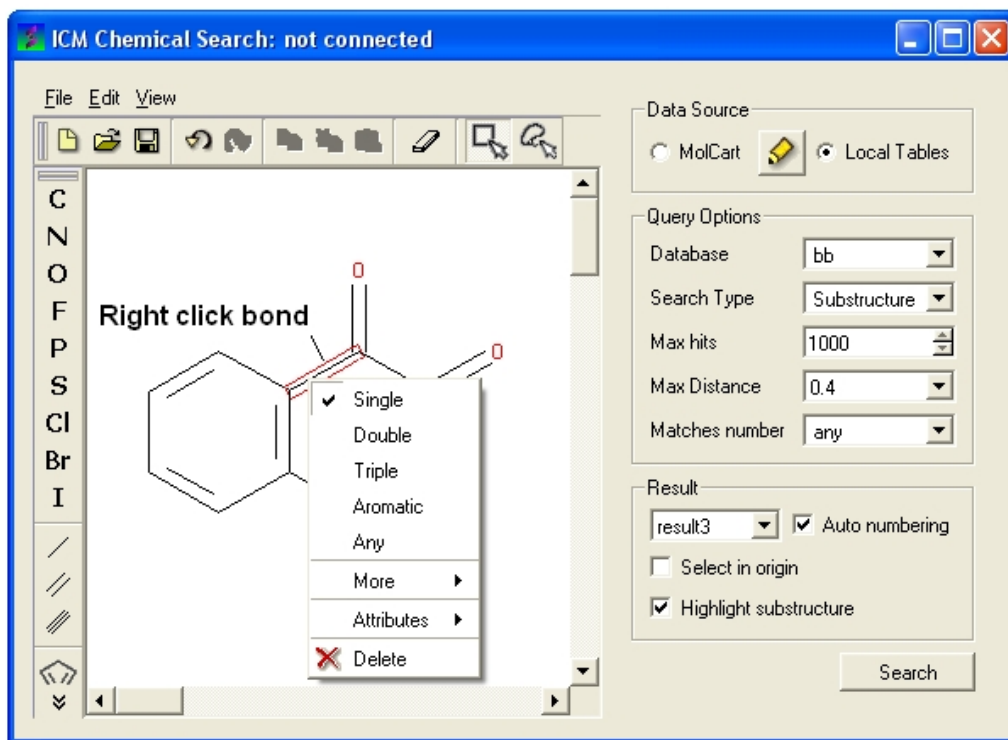 ICM Chemical Search: not connected
File Edit View
C
N
O
F
P
S
Cl
Br
I
Right click bond
O
O
Single
Double
Triple
Aromatic
Any
More
Attributes
Delete
Data Source
MolCart
Local Tables
Query Options
Database bb
Search Type Substructure
Max hits 1000
Max Distance 0.4
Matches number any
Result
result3 Auto numbering
Select in origin
Highlight substructure
Search